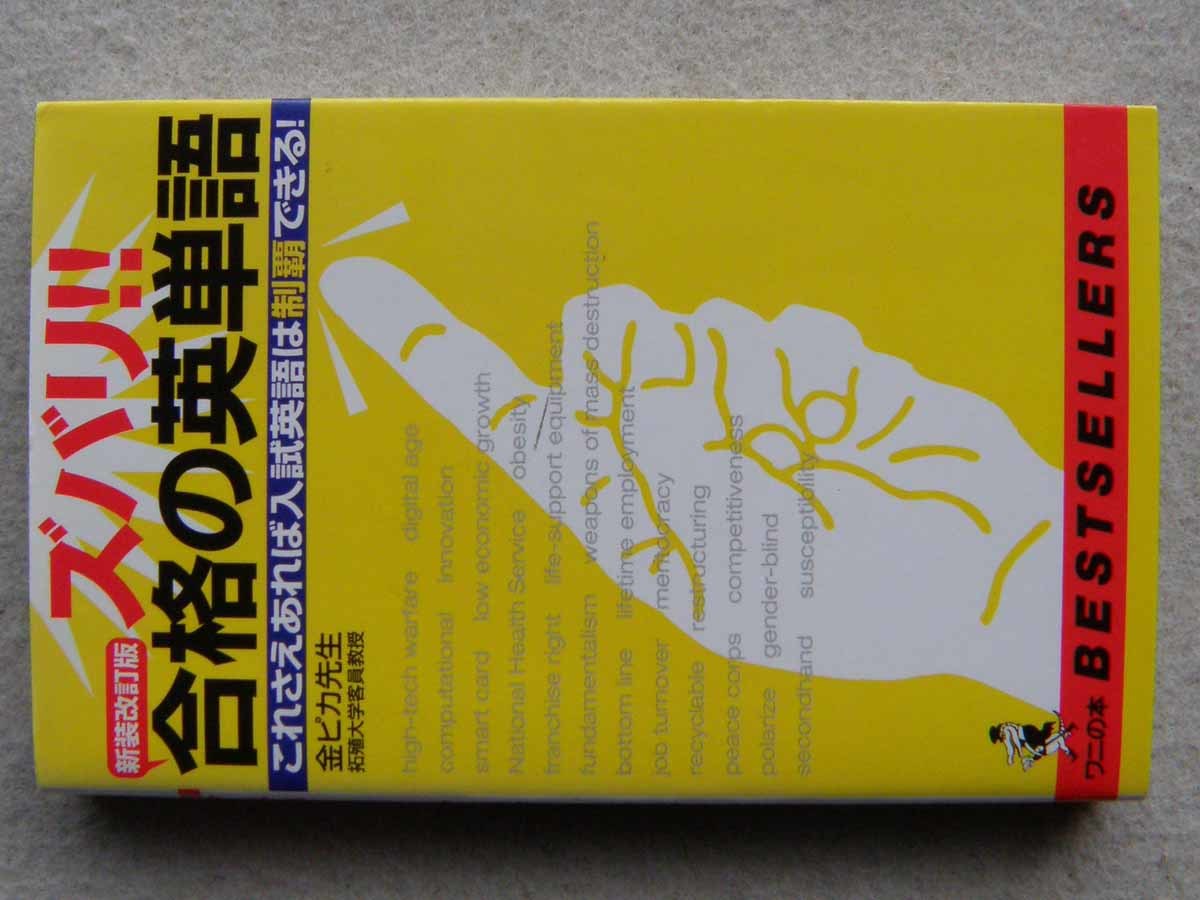 新装改訂版
ズバリ!!
合格の英単語
これさえあれば入試英語は制覇できる!
金ピカ先生
拓殖大学客員教授
high-tech warfare digital age
computational innovation
smart card low economic growth
National Health Service obesity
franchise right life-support equipment
fundamentalism weapons of mass destruction
bottom line lifetime employment
job turnover meritocracy
recyclable restructuring
peace corps competitiveness
polarize gender-blind
secondhand susceptibility
ワニの本
BESTSELLERS